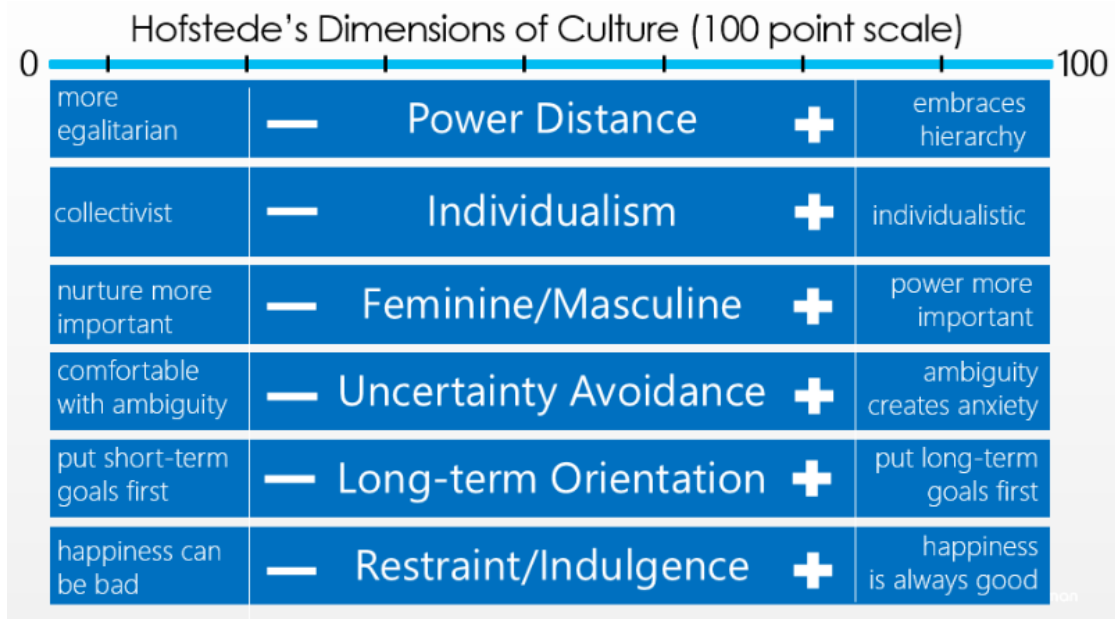 Hofstede's Dimensions of Culture (100 point scale)
0
100
more
egalitarian
Power Distance
embraces
hierarchy
collectivist
Individualism
individualistic
nurture more
important
Feminine/Masculine
power more
important
comfortable
with ambiguity
Uncertainty Avoidance
ambiguity
creates anxiety
put short-term
goals first
Long-term Orientation
put long-term
goals first
happiness can
be bad
Restraint/Indulgence
happiness
is always good